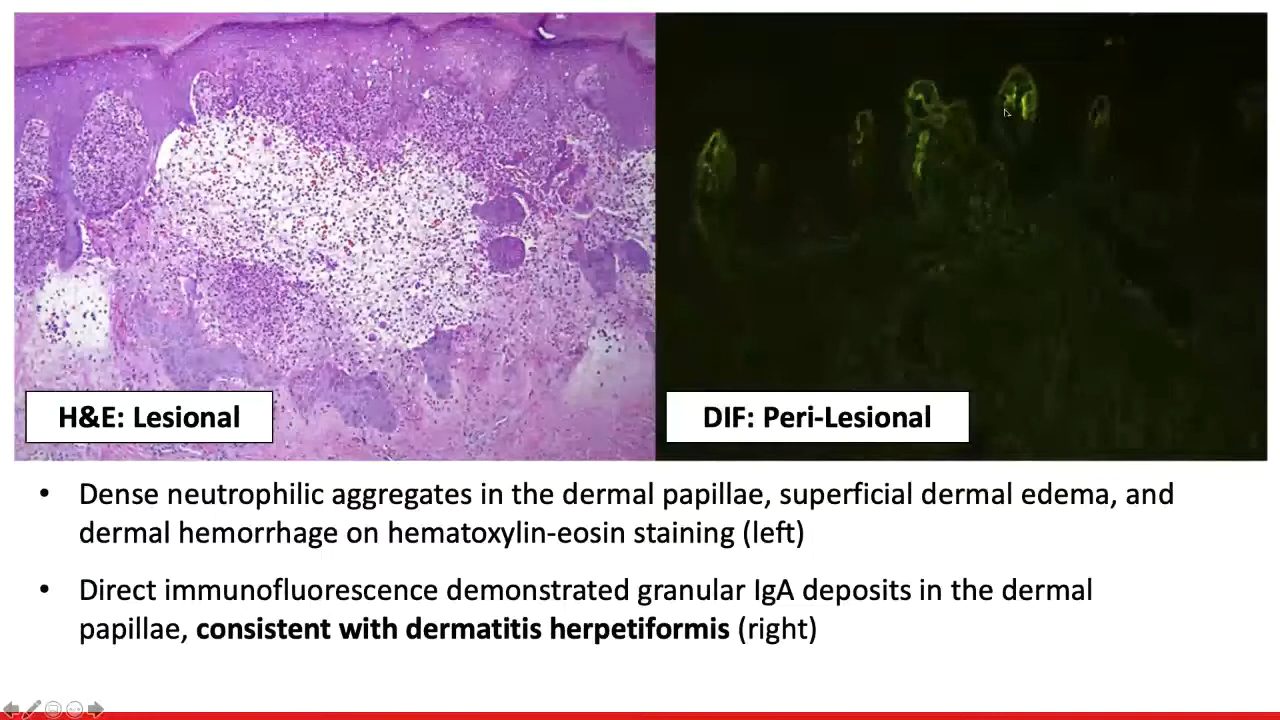 H&E: Lesional
DIF: Peri-Lesional
• Dense neutrophilic aggregates in the dermal papillae, superficial dermal edema, and
dermal hemorrhage on hematoxylin-eosin staining (left)
• Direct immunofluorescence demonstrated granular IgA deposits in the dermal
papillae, consistent with dermatitis herpetiformis (right)